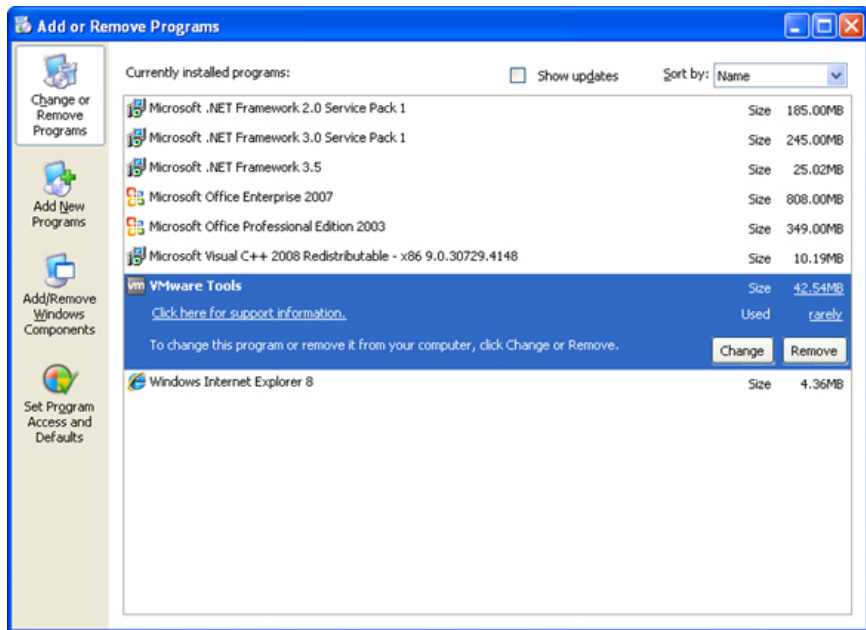 Add or Remove Programs
Change or
Remove
Programs
Add New
Programs
Add/Remove
Windows
Components
Set Program
Access and
Defaults
Currently installed programs:
Show updates
Sort by: Name
Microsoft .NET Framework 2.0 Service Pack 1 Size 185.00MB
Microsoft .NET Framework 3.0 Service Pack 1 Size 245.00MB
Microsoft .NET Framework 3.5 Size 25.02MB
Microsoft Office Enterprise 2007 Size 808.00MB
Microsoft Office Professional Edition 2003 Size 349.00MB
Microsoft Visual C++ 2008 Redistributable - x86 9.0.30729.4148 Size 10.19MB
vm VMware Tools Size 42.54MB
Click here for support information. Used rarely
To change this program or remove it from your computer, click Change or Remove. Change Remove
Windows Internet Explorer 8 Size 4.36MB